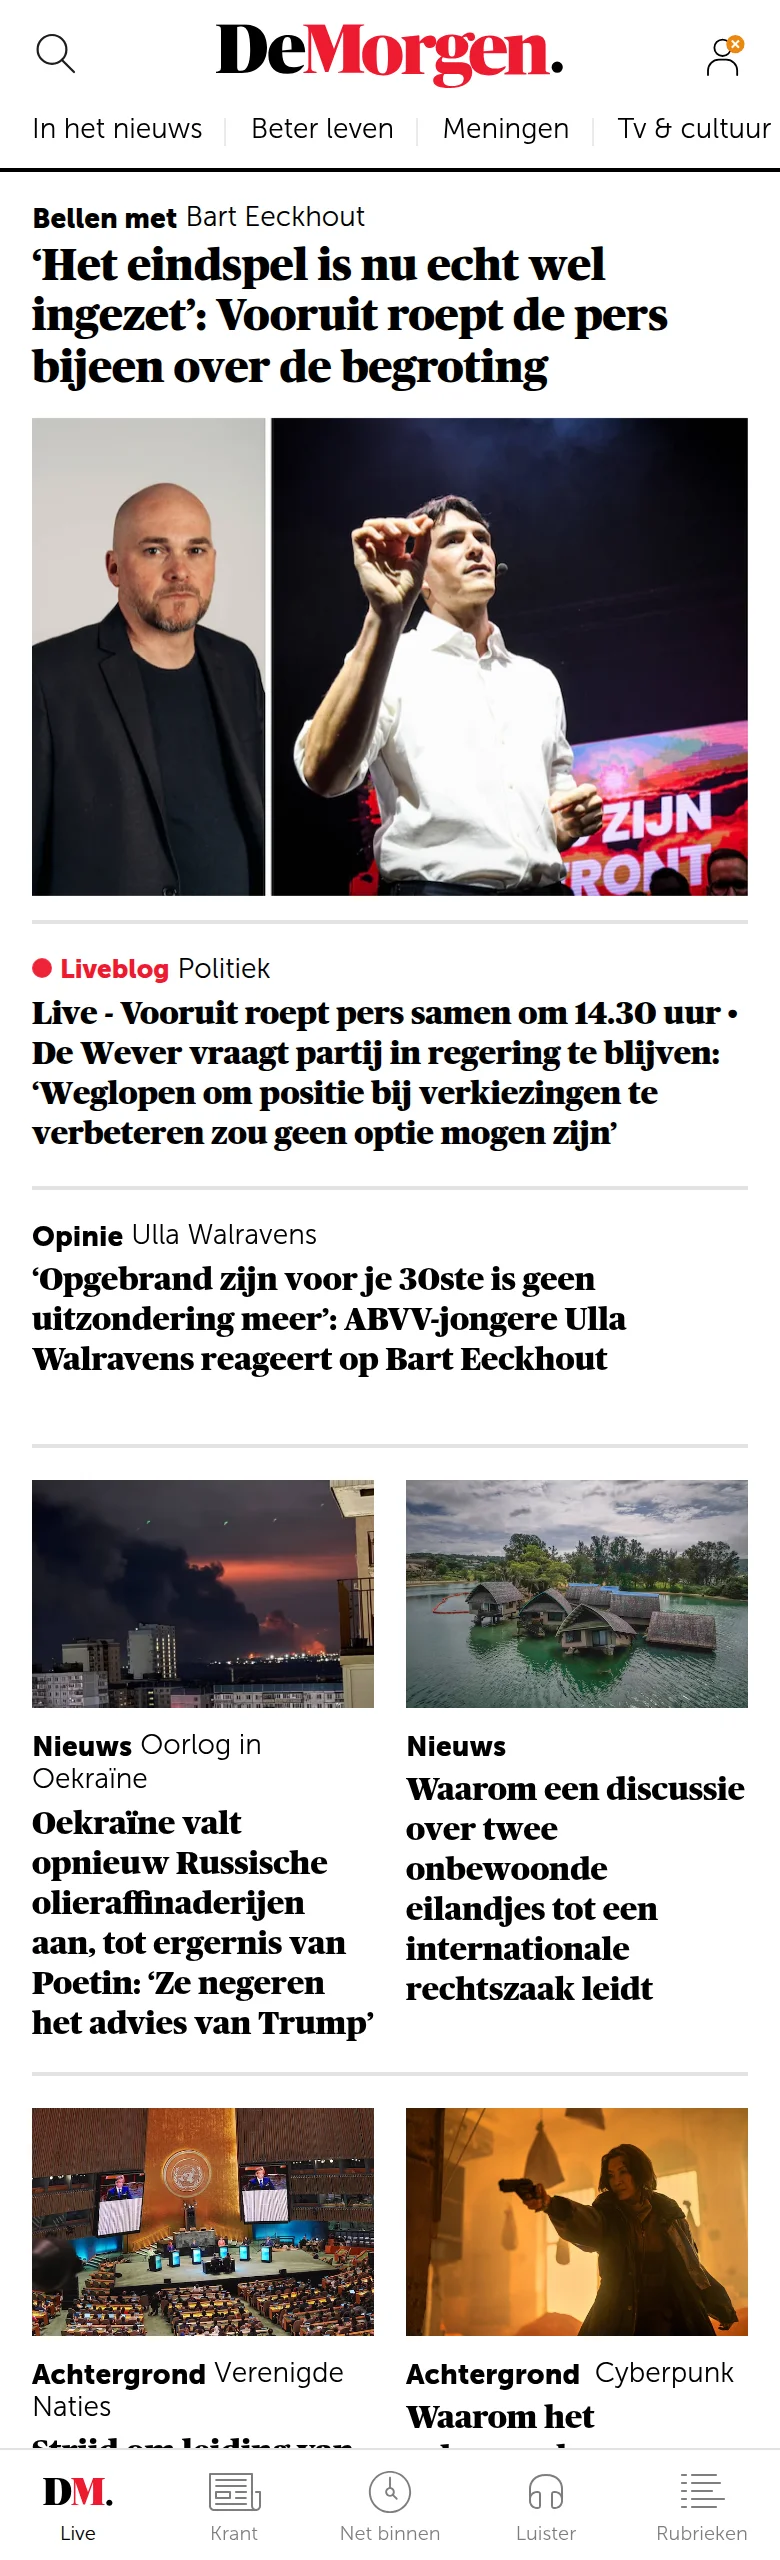 DeMorgen.
In het nieuws
Beter leven
Meningen
Tv & cultuur
Bellen met Bart Eeckhout
‘Het eindspel is nu echt wel
ingezet’: Vooruit roept de pers
bijeen over de begroting
ZIJN
FRONT
Liveblog Politiek
Live - Vooruit roept pers samen om 14.30 uur •
De Wever vraagt partij in regering te blijven:
‘Weglopen om positie bij verkiezingen te
verbeteren zou geen optie mogen zijn’
Opinie Ulla Walravens
‘Opgebrand zijn voor je 30ste is geen
uitzondering meer’: ABVV-jongere Ulla
Walravens reageert op Bart Eeckhout
Nieuws Oorlog in
Oekraïne
Oekraïne valt
opnieuw Russische
olieraffinaderijen
aan, tot ergernis van
Poetin: ‘Ze negeren
het advies van Trump’
Nieuws
Waarom een discussie
over twee
onbewoonde
eilandjes tot een
internationale
rechtszaak leidt
Achtergrond Verenigde
Naties
Strijd om leiding van
Achtergrond Cyberpunk
Waarom het
DM.
Live
Krant
Net binnen
Luister
Rubrieken